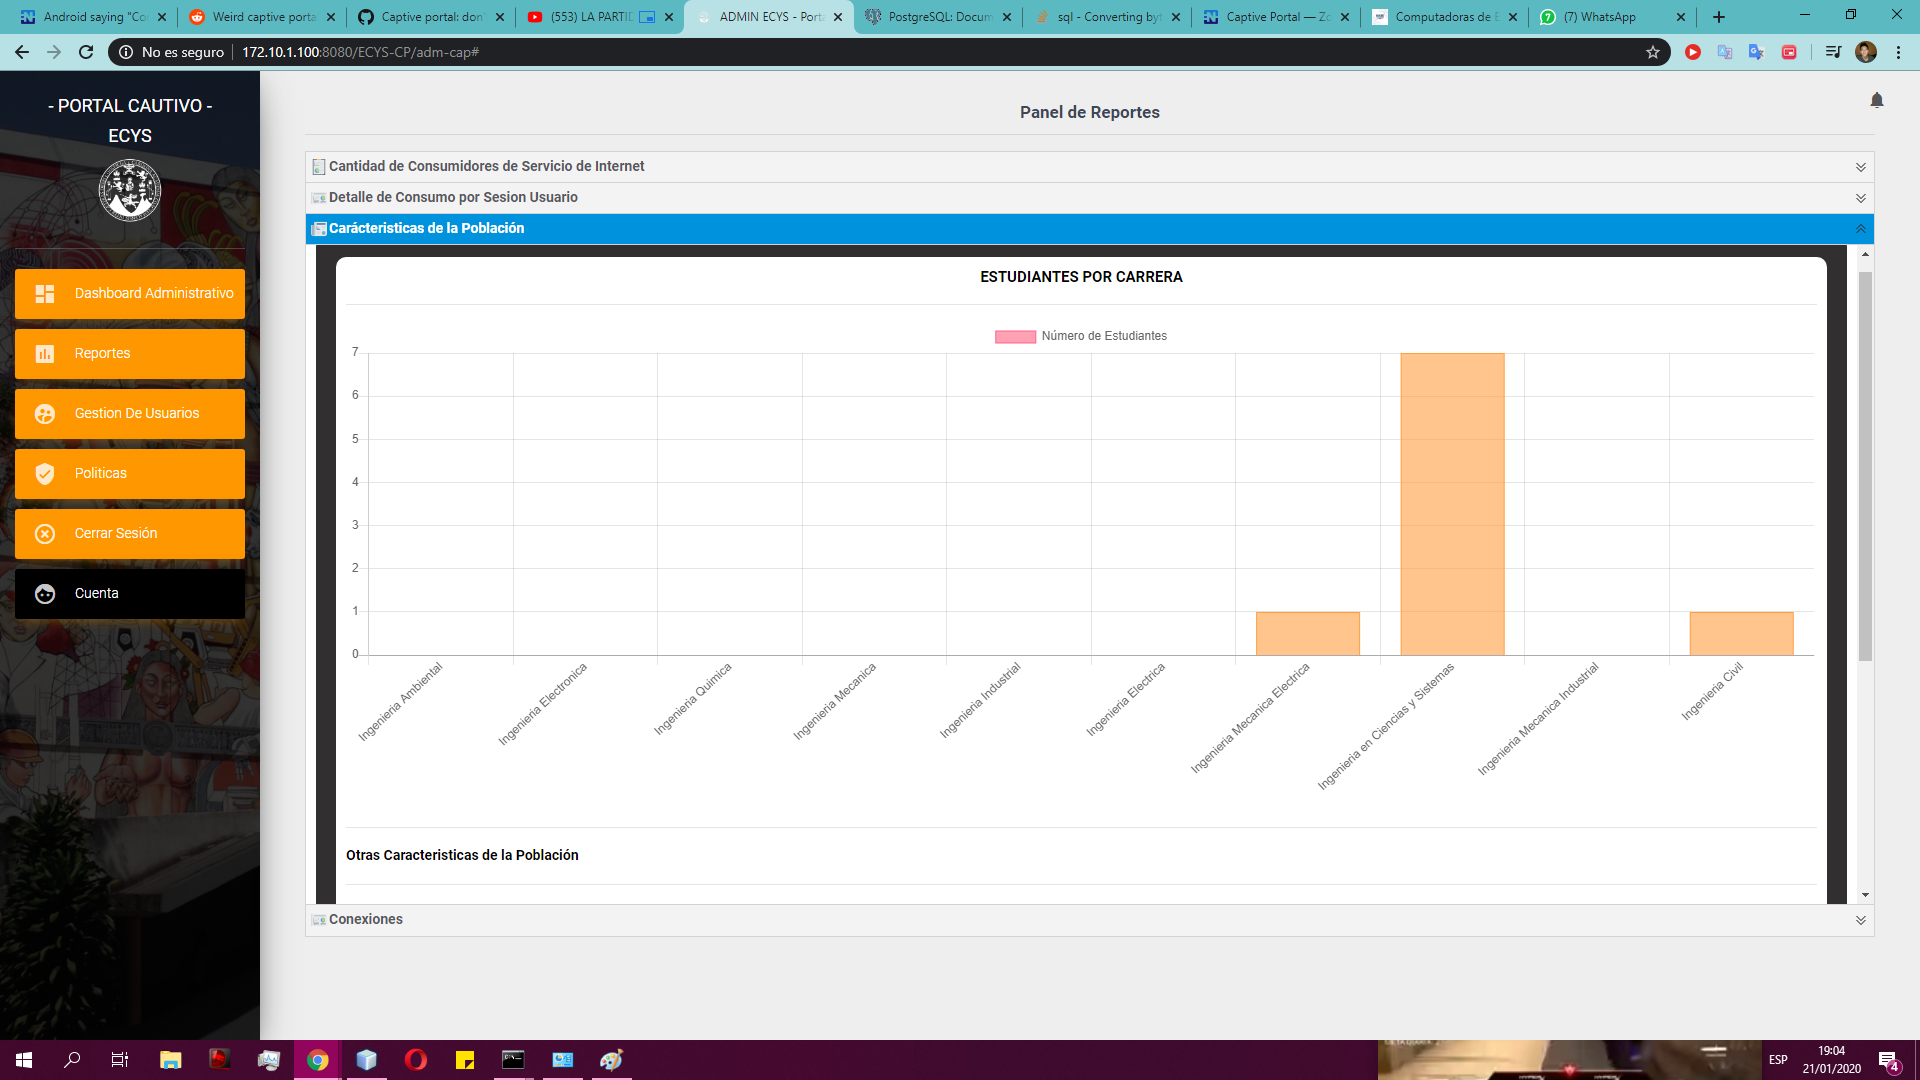 Android saying "Co
Weird captive porta
Captive portal: don'
(553) LA PARTID
ADMIN ECYS - Porta
PostgreSQL: Docum
sql - Converting byt
Captive Portal — Zo
Computadoras de E
(7) WhatsApp
No es seguro
172.10.1.100:8080/ECYS-CP/adm-cap#
- PORTAL CAUTIVO -
ECYS
Dashboard Administrativo
Reportes
Gestion De Usuarios
Politicas
Cerrar Sesión
Cuenta
Panel de Reportes
Cantidad de Consumidores de Servicio de Internet
Detalle de Consumo por Sesion Usuario
Carácteristicas de la Población
ESTUDIANTES POR CARRERA
Número de Estudiantes
7
6
5
4
3
2
1
0
Ingenieria Ambiental
Ingenieria Electronica
Ingenieria Quimica
Ingenieria Mecanica
Ingenieria Industrial
Ingenieria Electrica
Ingenieria Mecanica Electrica
Ingenieria en Ciencias y Sistemas
Ingenieria Mecanica Industrial
Ingenieria Civil
Otras Caracteristicas de la Población
Conexiones
ESP
19:04
21/01/2020
4